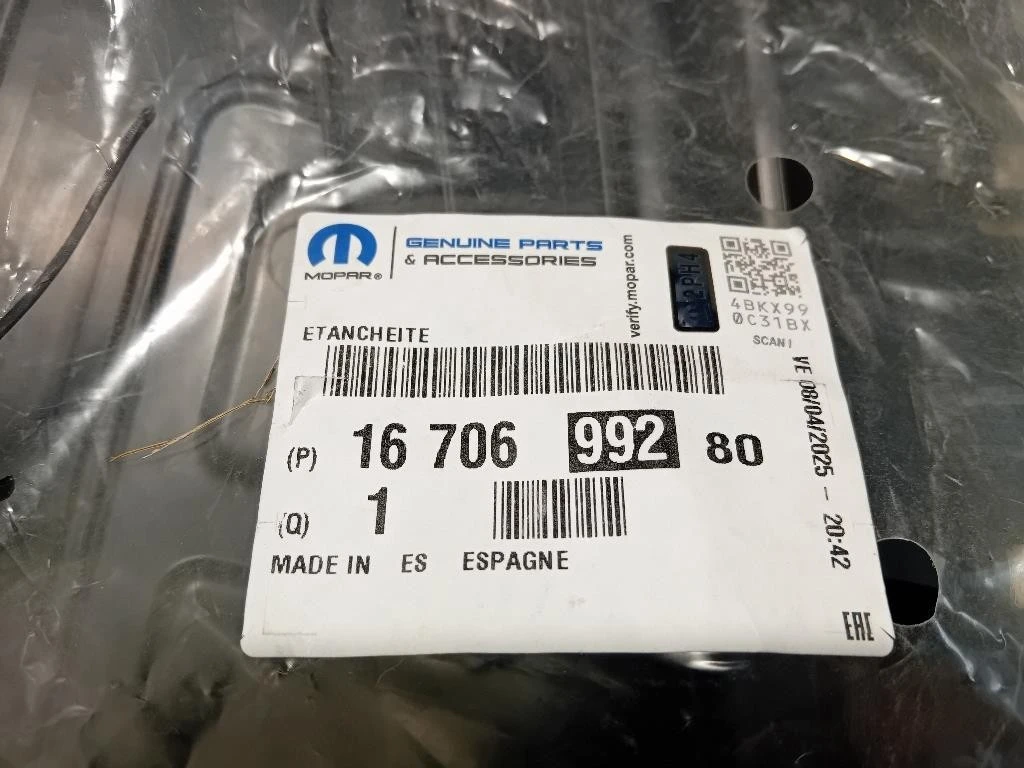 MOPAR®
GENUINE PARTS
& ACCESSORIES
verify.mopar.com
2PH4
4BKX99
0C31BX
SCAN
ETANCHEITE
VE 08/04/2025 - 20:42
(P) 16 706 992 80
(Q) 1
MADE IN ES ESPAGNE
EAC